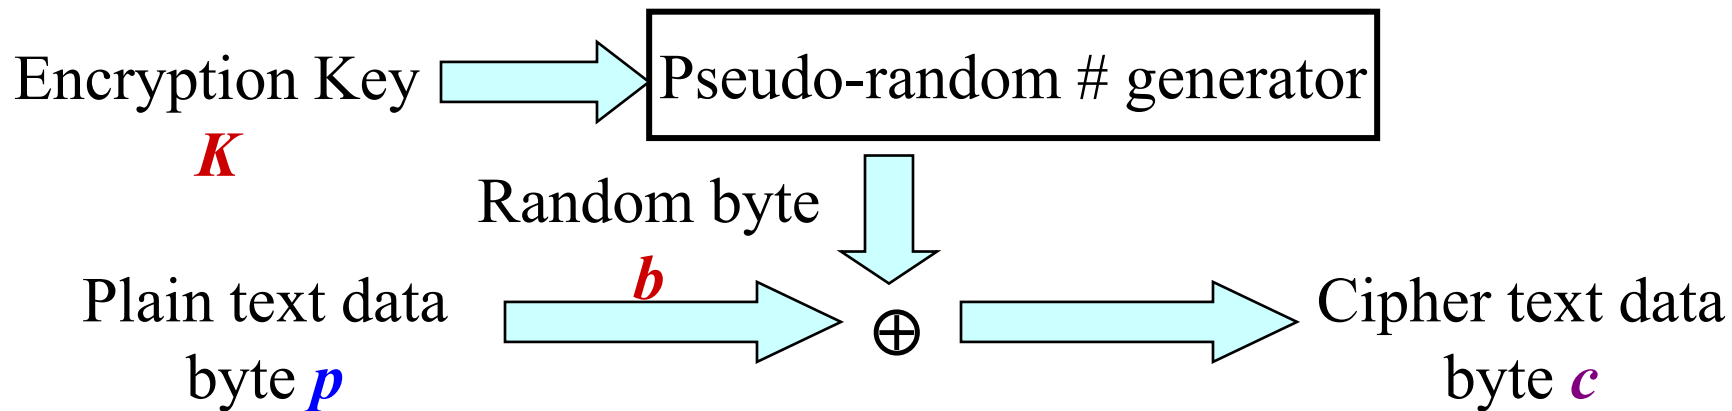 Encryption Key
K
Pseudo-random # generator
Random byte
b
Plain text data
byte p
⊕
Cipher text data
byte c